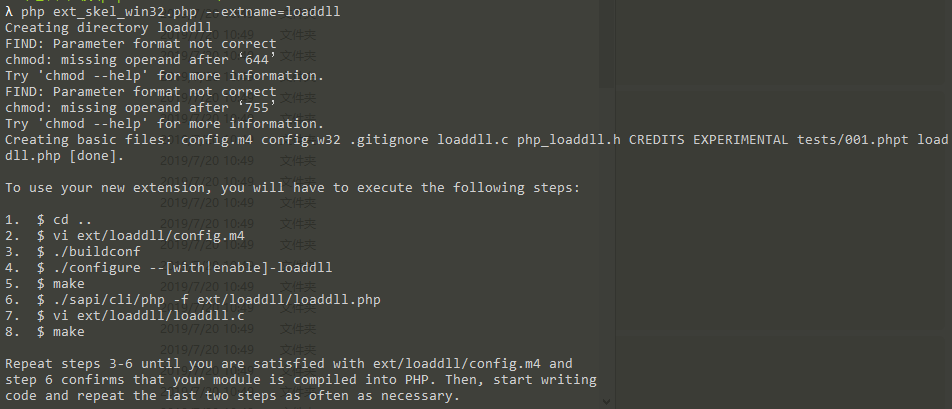 λ php ext_skel_win32.php --extname=loaddll
Creating directory loaddll
FIND: Parameter format not correct
chmod: missing operand after ‘644’
Try 'chmod --help' for more information.
FIND: Parameter format not correct
chmod: missing operand after ‘755’
Try 'chmod --help' for more information.
Creating basic files: config.m4 config.w32 .gitignore loaddll.c php_loaddll.h CREDITS EXPERIMENTAL tests/001.phpt load
dll.php [done].
To use your new extension, you will have to execute the following steps:
1.  $ cd ..
2.  $ vi ext/loaddll/config.m4
3.  $ ./buildconf
4.  $ ./configure --[with|enable]-loaddll
5.  $ make
6.  $ ./sapi/cli/php -f ext/loaddll/loaddll.php
7.  $ vi ext/loaddll/loaddll.c
8.  $ make
Repeat steps 3-6 until you are satisfied with ext/loaddll/config.m4 and
step 6 confirms that your module is compiled into PHP. Then, start writing
code and repeat the last two steps as often as necessary.